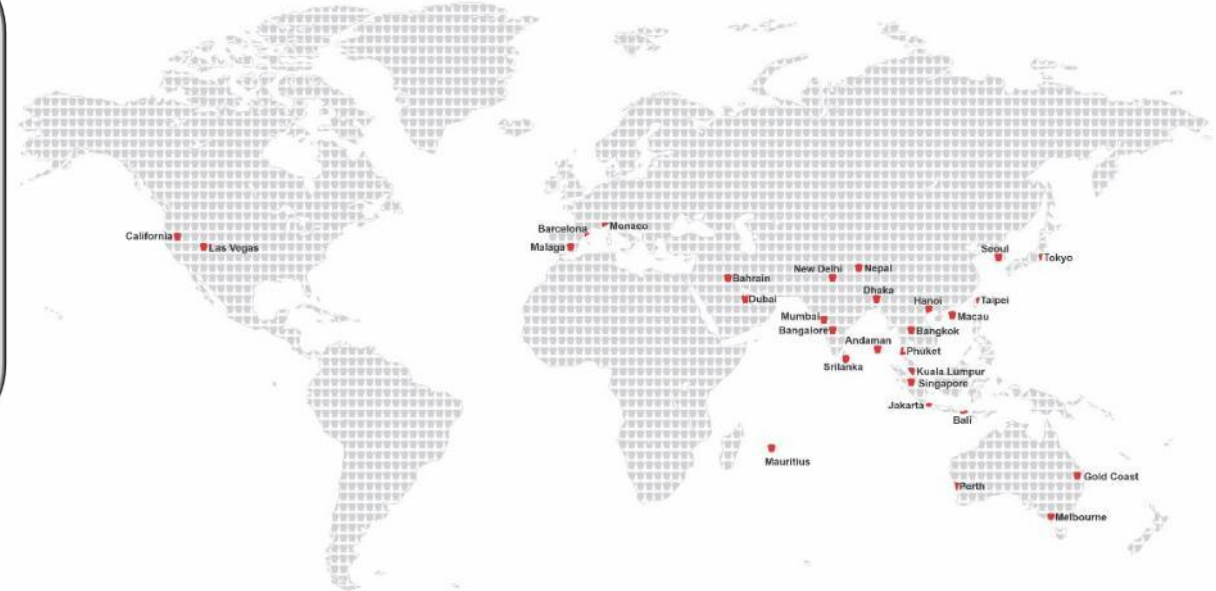 California
Las Vegas
Barcelona
Monaco
Malaga
Bahrain
Dubai
New Delhi
Nepal
Dhaka
Seoul
Tokyo
Hanoi
Taipei
Macau
Mumbai
Bangalore
Bangkok
Andaman
Phuket
Srilanka
Kuala Lumpur
Singapore
Jakarta
Bali
Mauritius
Gold Coast
Perth
Melbourne